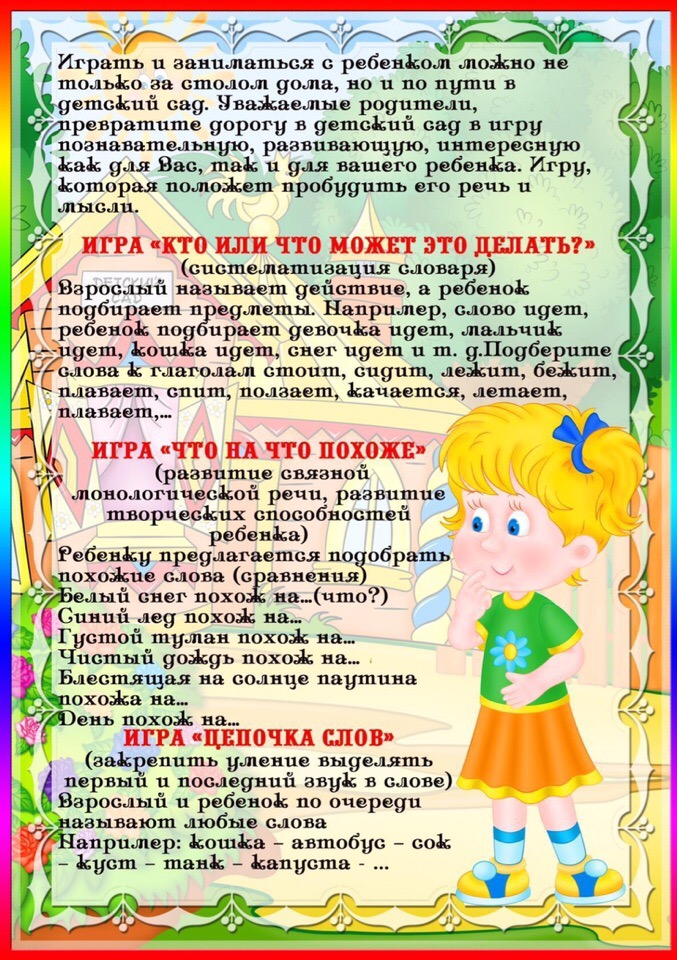 Играть и заниматься с ребенком можно не
только за столом дома, но и по пути в
детский сад. Уважаемые родители,
превратите дорогу в детский сад в игру
познавательную, развивающую, интересную
как для Вас, так и для вашего ребенка. Игру,
которая поможет пробудить его речь и
мысли.
ИГРА «КТО ИЛИ ЧТО МОЖЕТ ЭТО ДЕЛАТЬ?»
(систематизация словаря)
ДЕТСКИЙ САД
Взрослый называет действие, а ребенок
подбирает предметы. Например, слово идет,
ребенок подбирает девочка идет, мальчик
идет, кошка идет, снег идет и т. д.Подберите
слова к глаголам стоит, сидит, лежит, бежит,
плавает, спит, ползает, качается, летает,
плавает,...
ИГРА «ЧТО НА ЧТО ПОХОЖЕ»
(развитие связной
монологической речи, развитие
творческих способностей
ребенка)
Ребенку предлагается подобрать
похожие слова (сравнения)
Белый снег похож на...(что?)
Синий лед похож на...
Густой туман похож на...
Чистый дождь похож на...
Блестящая на солнце паутина
похожа на...
День похож на...
ИГРА «ЦЕПОЧКА СЛОВ»
(закрепить умение выделять
первый и последний звук в слове)
Взрослый и ребенок по очереди
называют любые слова
Например: кошка – автобус – сок
– куст – танк – капуста - ...